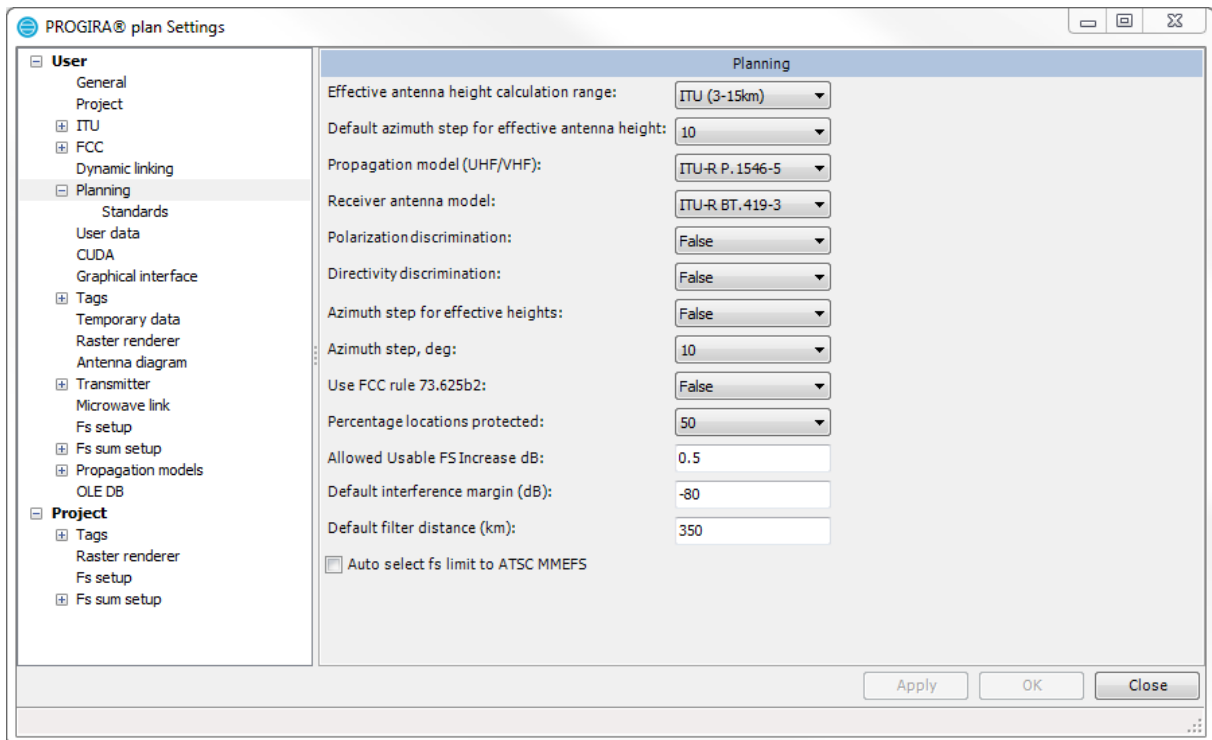 PROGIRA® plan Settings
User
General
Project
ITU
FCC
Dynamic linking
Planning
Standards
User data
CUDA
Graphical interface
Tags
Temporary data
Raster renderer
Antenna diagram
Transmitter
Microwave link
Fs setup
Fs sum setup
Propagation models
OLE DB
Project
Tags
Raster renderer
Fs setup
Fs sum setup
Planning
Effective antenna height calculation range: ITU (3-15km)
Default azimuth step for effective antenna height: 10
Propagation model (UHF/VHF): ITU-R P.1546-5
Receiver antenna model: ITU-R BT.419-3
Polarization discrimination: False
Directivity discrimination: False
Azimuth step for effective heights: False
Azimuth step, deg: 10
Use FCC rule 73.625b2: False
Percentage locations protected: 50
Allowed Usable FS Increase dB: 0.5
Default interference margin (dB): -80
Default filter distance (km): 350
Auto select fs limit to ATSC MMEFS
Apply OK Close